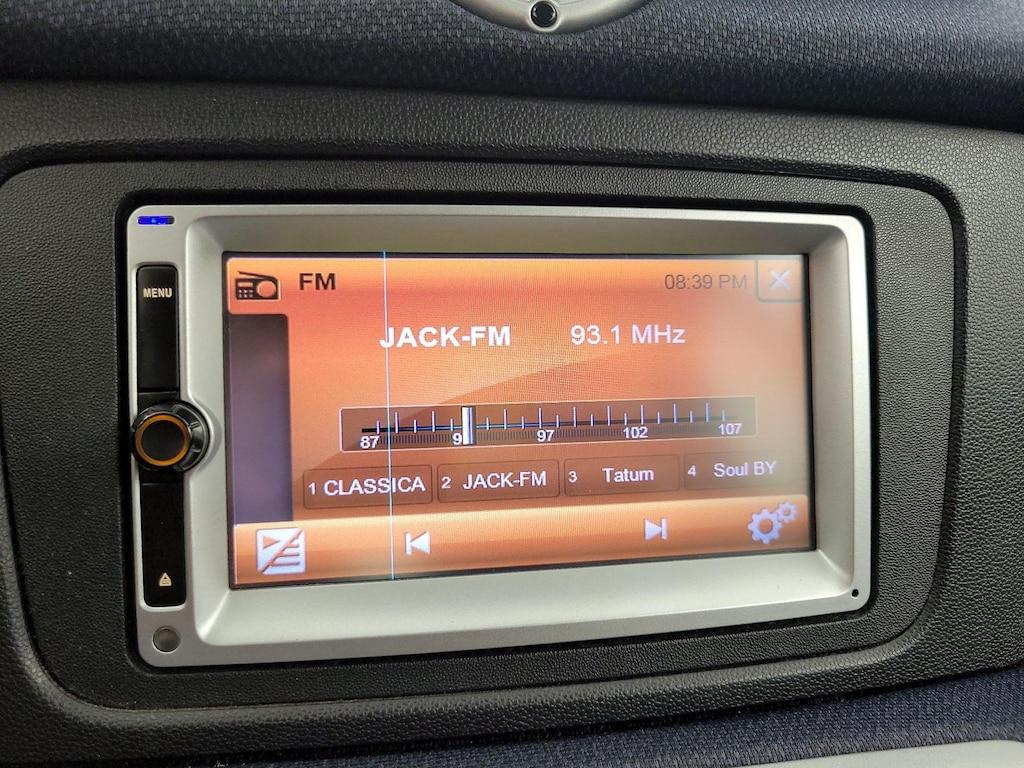 FM
08:39 PM
MENU
JACK-FM 93.1 MHz
87 97 102 107
1 CLASSICA 2 JACK-FM 3 Tatum 4 Soul BY